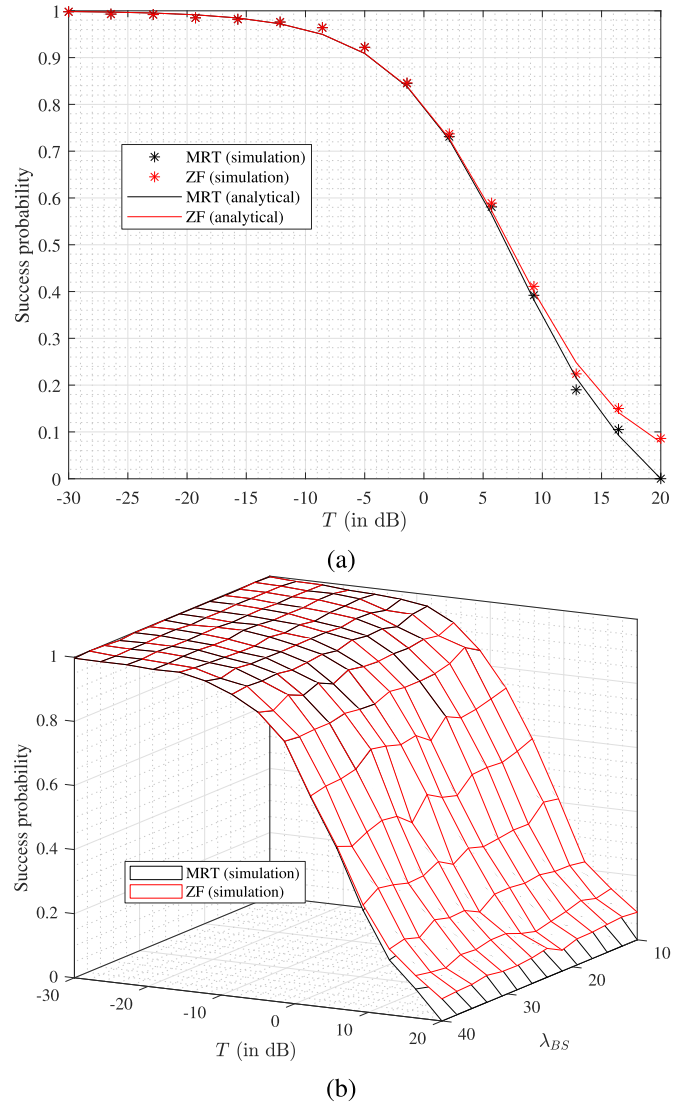 1
0.9
0.8
0.7
0.6
0.5
0.4
0.3
0.2
0.1
0
Success probability
MRT (simulation)
ZF (simulation)
MRT (analytical)
ZF (analytical)
-30 -25 -20 -15 -10 -5 0 5 10 15 20
T (in dB)
(a)
1
0.8
0.6
0.4
0.2
0
Success probability
MRT (simulation)
ZF (simulation)
-30 -20 -10 0 10 20
T (in dB)
40 30 20 10
λ_BS
(b)